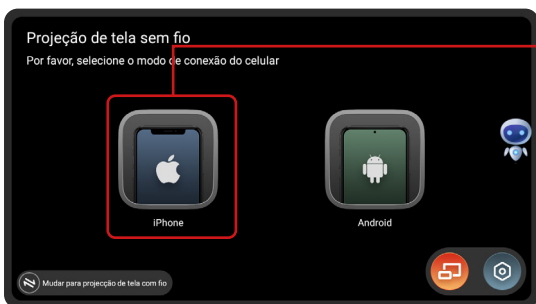 Projeção de tela sem fio
Por favor, selecione o modo de conexão do celular
iPhone
Android
Mudar para projecção de tela com fio